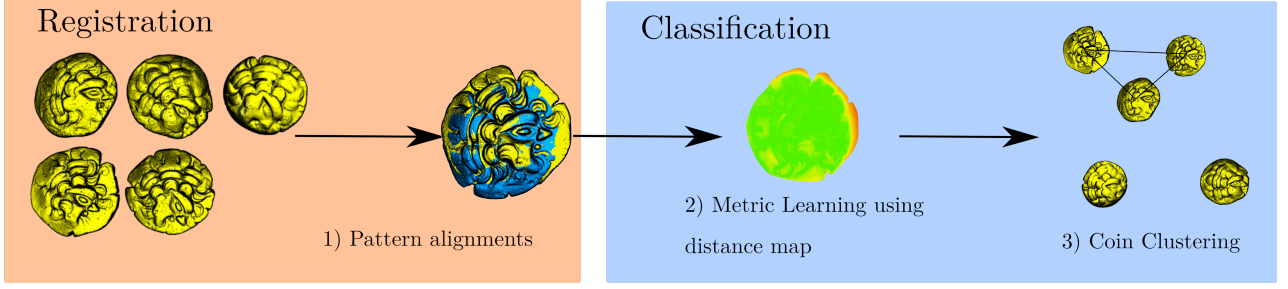 Registration
1) Pattern alignments
Classification
2) Metric Learning using
distance map
3) Coin Clustering